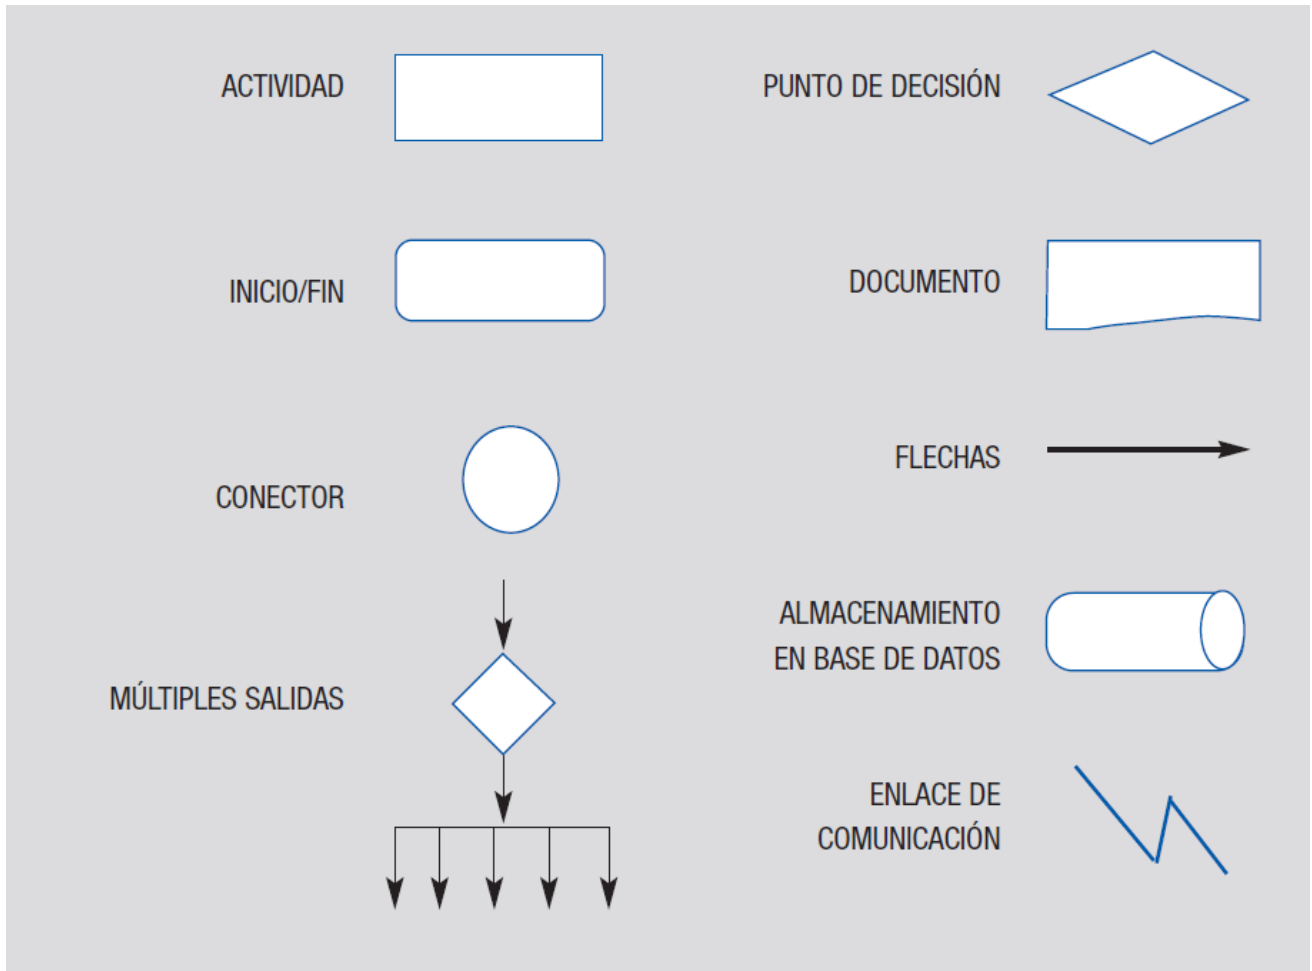 ACTIVIDAD
INICIO/FIN
CONECTOR
MÚLTIPLES SALIDAS
PUNTO DE DECISIÓN
DOCUMENTO
FLECHAS
ALMACENAMIENTO
EN BASE DE DATOS
ENLACE DE
COMUNICACIÓN